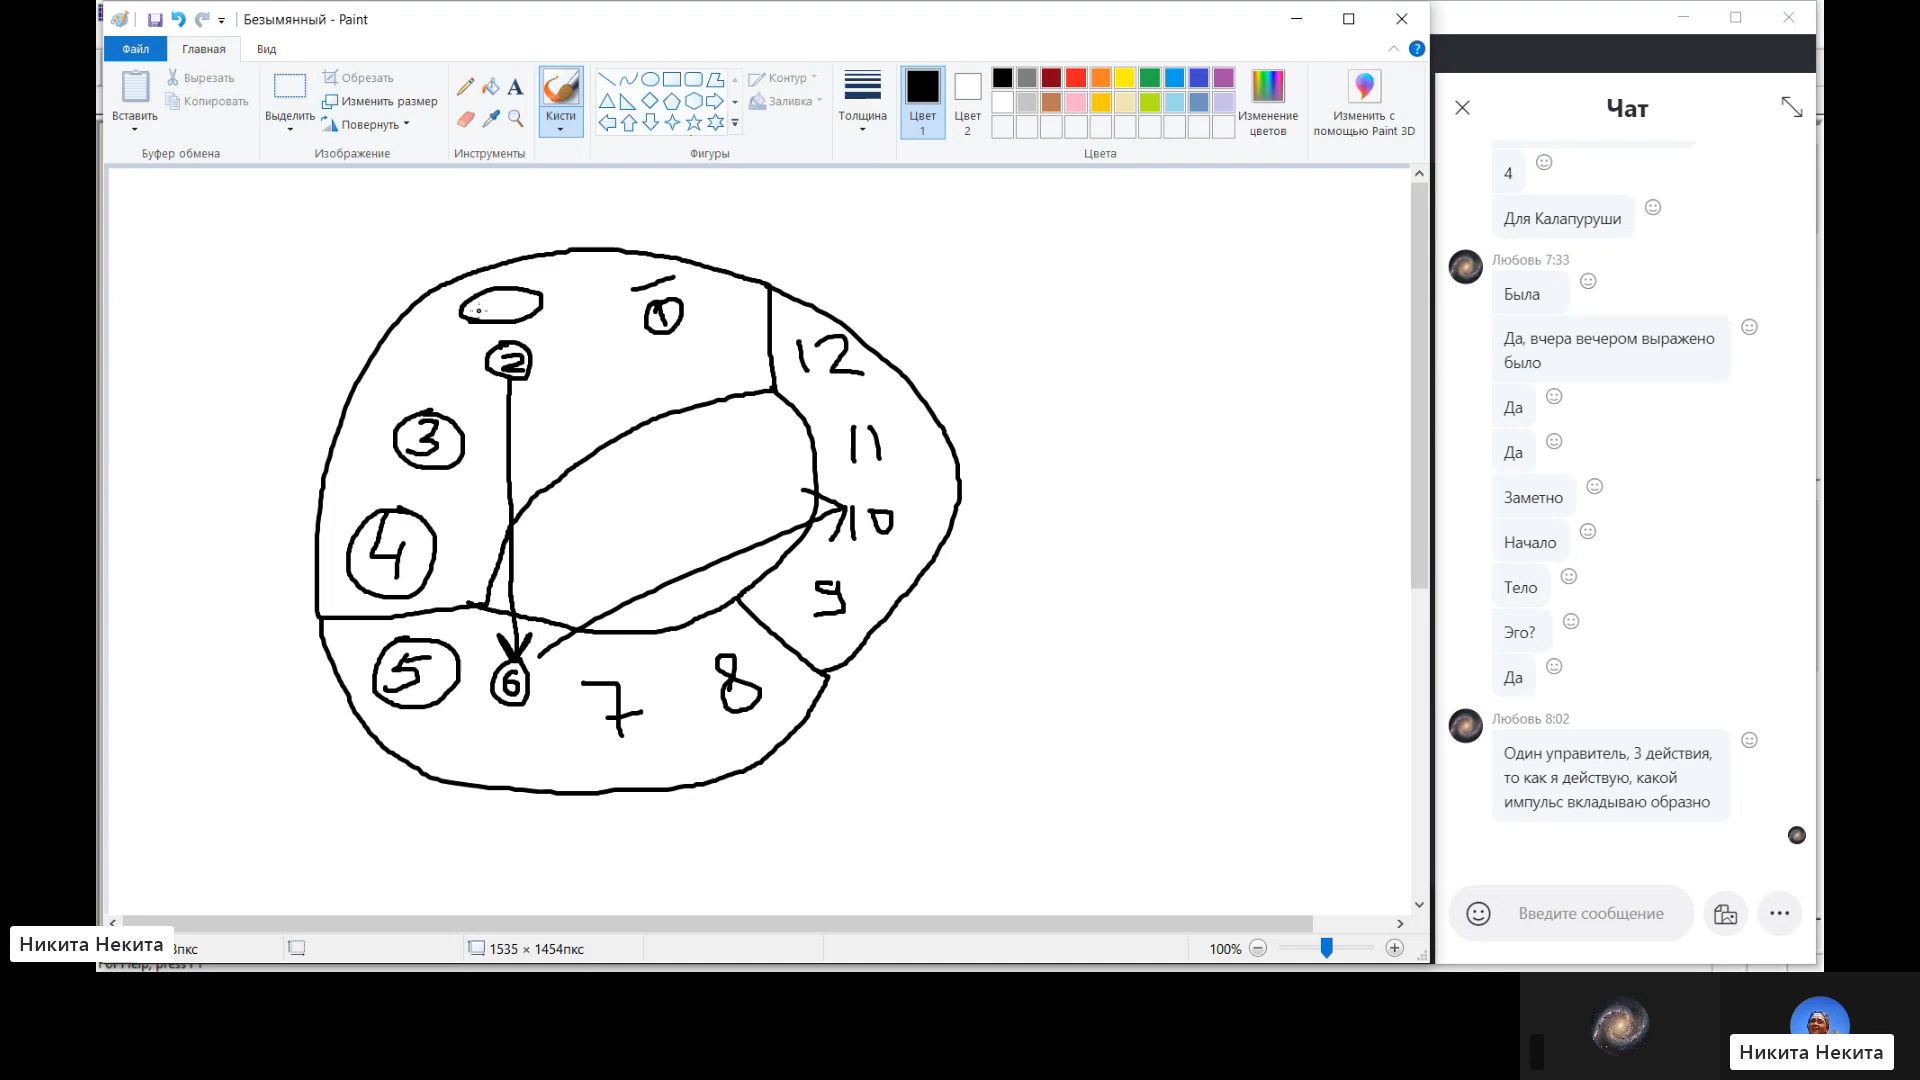 Безымянный - Paint
Файл
Главная
Вид
Вставить
Вырезать
Копировать
Буфер обмена
Выделить
Обрезать
Изменить размер
Повернуть
Изображение
Инструменты
Кисти
Фигуры
Контур
Заливка
Толщина
Цвет
1
Цвет
2
Изменение
цветов
Изменить с
помощью Paint 3D
Цвета
1
2
3
4
5
6
7
8
9
10
11
12
100%
1535 × 1454пкс
Чат
4
Для Калапуруши
Любовь 7:33
Была
Да, вчера вечером выражено
было
Да
Да
Заметно
Начало
Тело
Эго?
Да
Любовь 8:02
Один управитель, 3 действия,
то как я действую, какой
импульс вкладываю образно
Введите сообщение
Никита Некита
Никита Некита